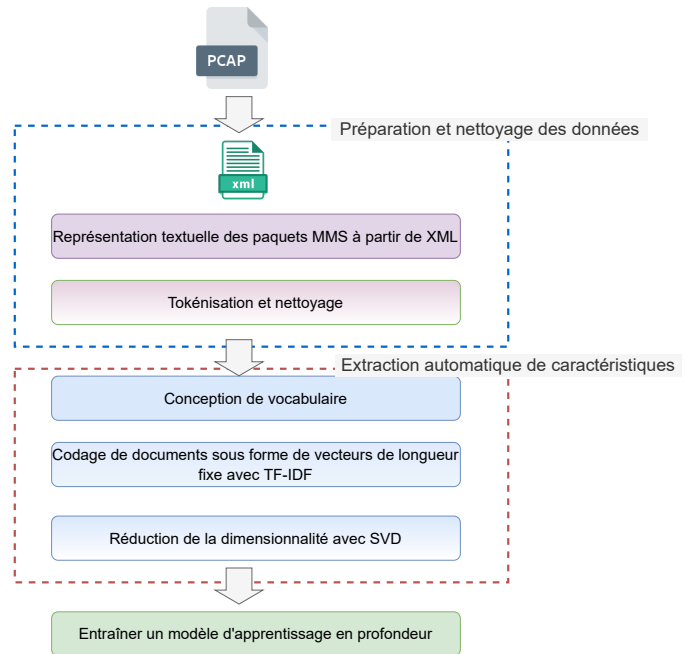 PCAP
Préparation et nettoyage des données
xml
Représentation textuelle des paquets MMS à partir de XML
Tokénisation et nettoyage
Extraction automatique de caractéristiques
Conception de vocabulaire
Codage de documents sous forme de vecteurs de longueur
fixe avec TF-IDF
Réduction de la dimensionnalité avec SVD
Entraîner un modèle d'apprentissage en profondeur